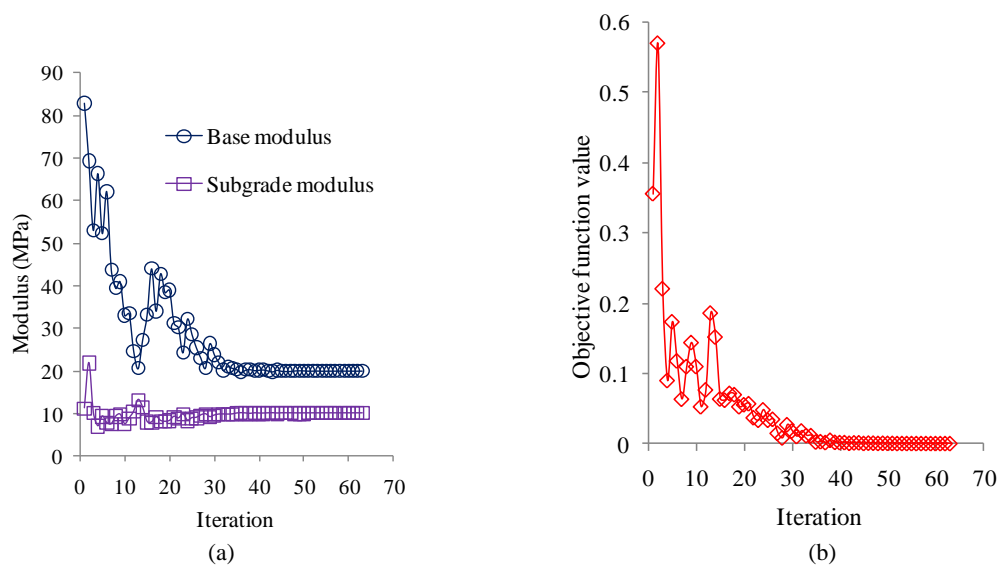 90
80
70
60
50
40
30
20
10
0
Modulus (MPa)
Base modulus
Subgrade modulus
0 10 20 30 40 50 60 70
Iteration
(a)
0.6
0.5
0.4
0.3
0.2
0.1
0
Objective function value
0 10 20 30 40 50 60 70
Iteration
(b)